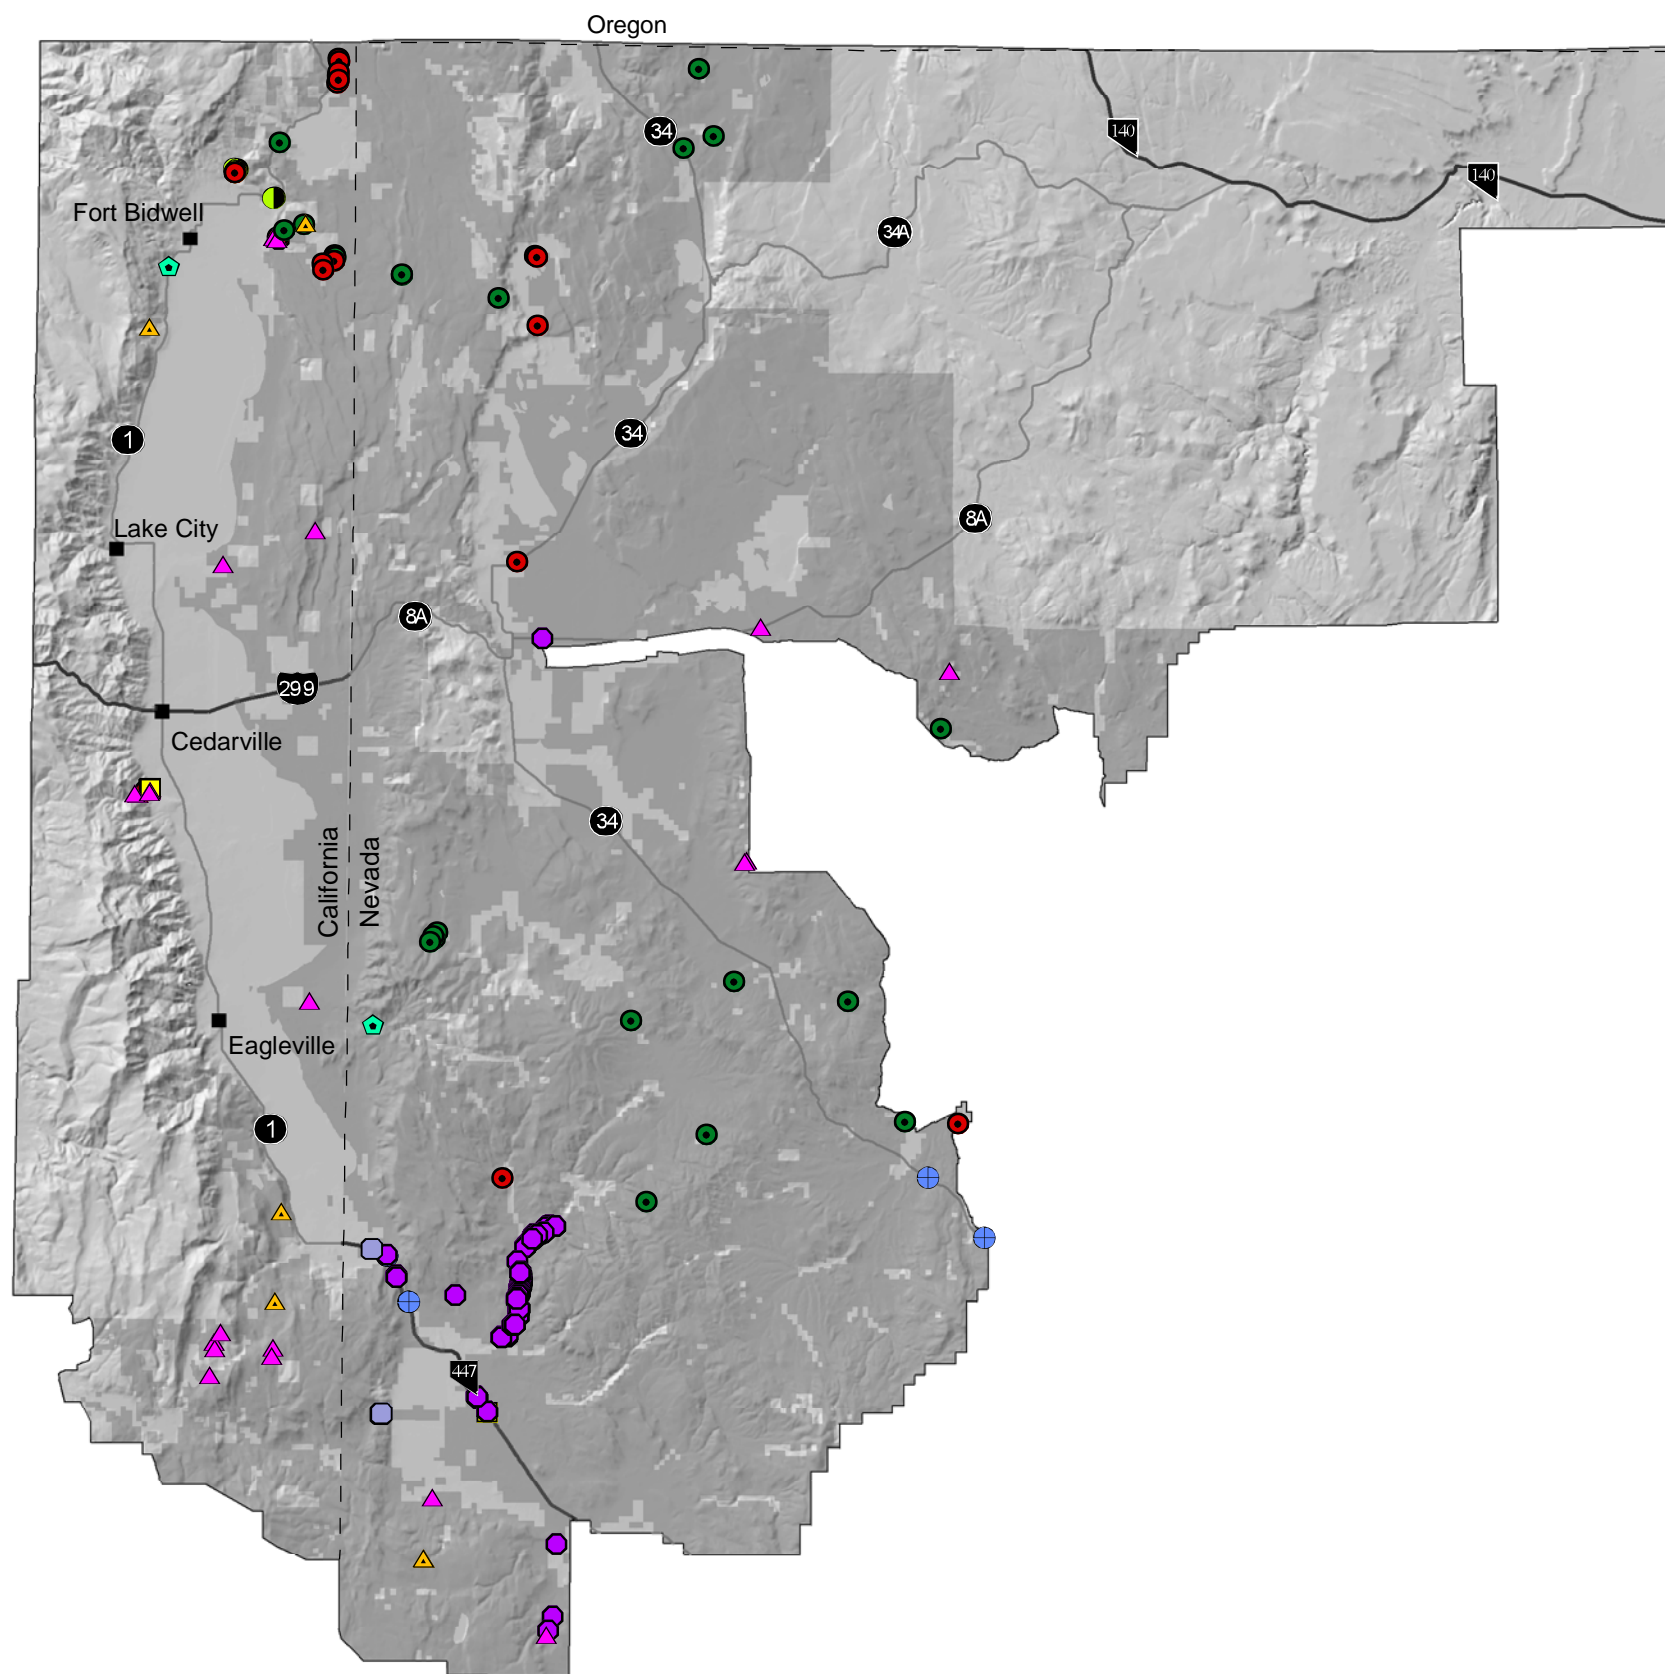 Oregon
34
140
140
Fort Bidwell
34A
34
1
8A
Lake City
8A
299
Cedarville
34
California
Nevada
Eagleville
1
447